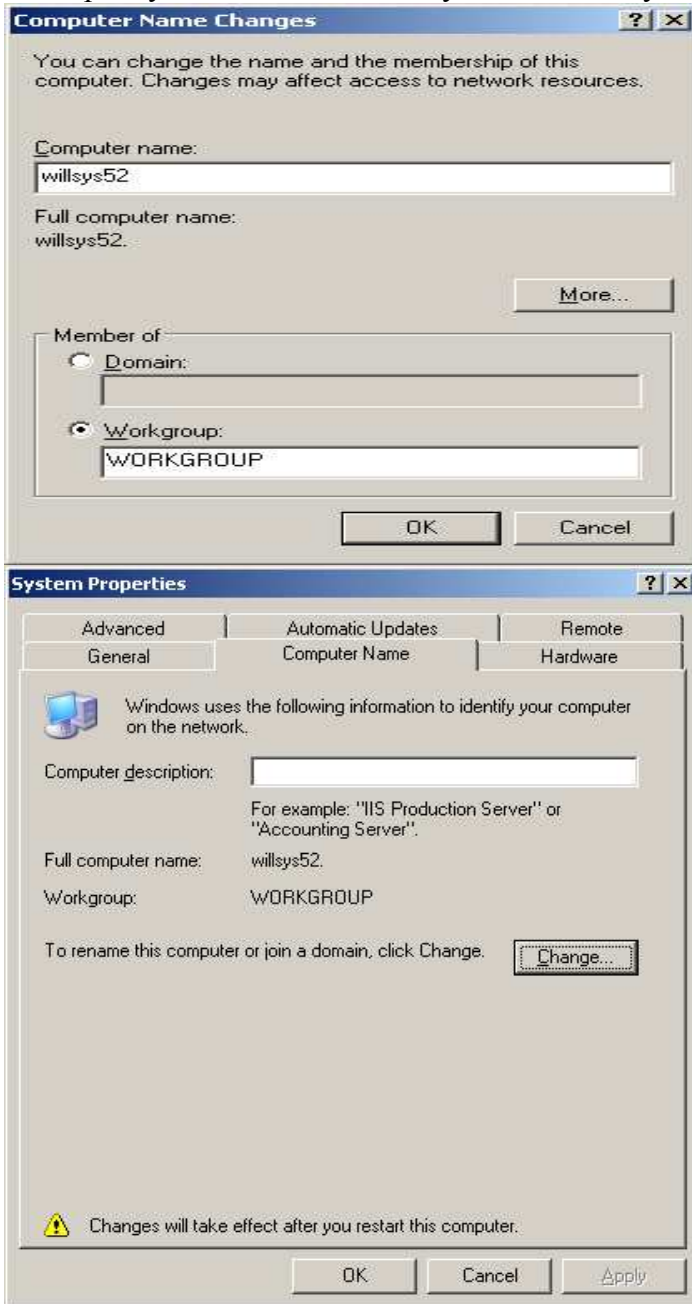 Computer Name Changes
You can change the name and the membership of this
computer. Changes may affect access to network resources.
Computer name:
willsys52
Full computer name:
willsys52.
More...
Member of
Domain:
Workgroup:
WORKGROUP
OK Cancel
System Properties
Advanced Automatic Updates Remote
General Computer Name Hardware
Windows uses the following information to identify your computer
on the network.
Computer description:
For example: "IIS Production Server" or
"Accounting Server".
Full computer name: willsys52.
Workgroup: WORKGROUP
To rename this computer or join a domain, click Change. Change...
Changes will take effect after you restart this computer.
OK Cancel Apply